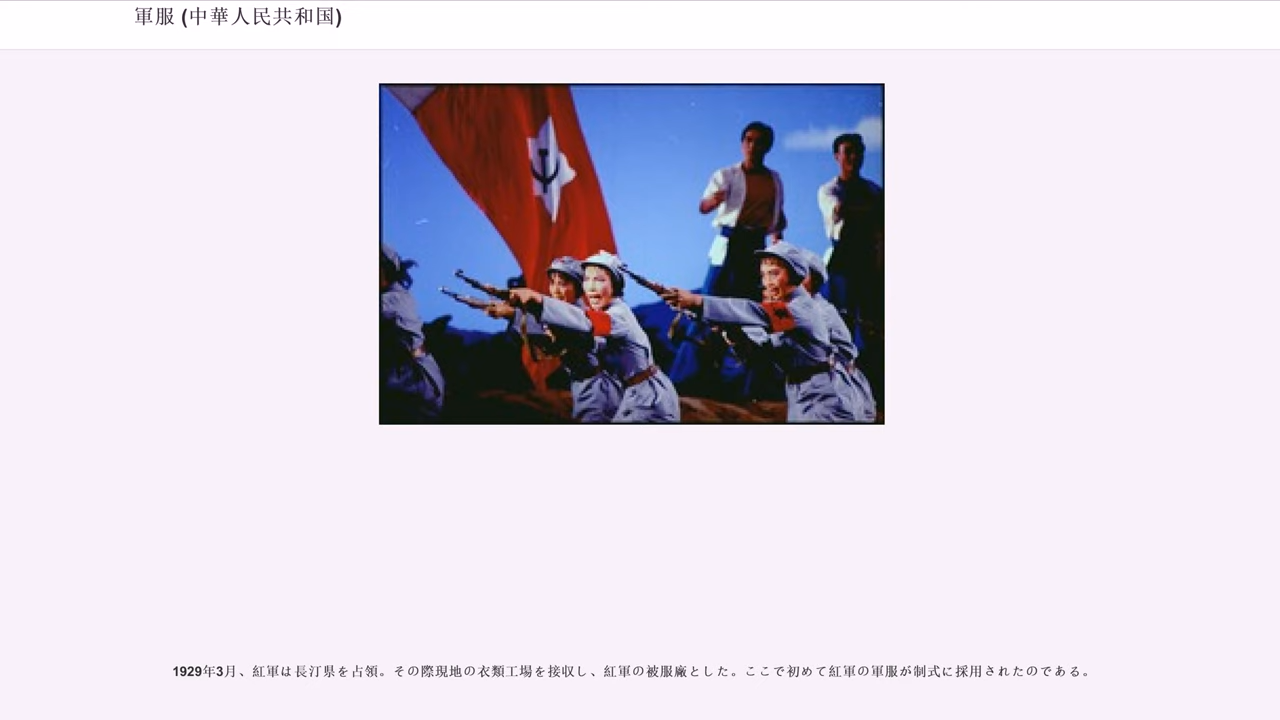 軍服 (中華人民共和国)
1929年3月、紅軍は長汀県を占領。その際現地の衣類工場を接収し、紅軍の被服廠とした。ここで初めて紅軍の軍服が制式に採用されたのである。